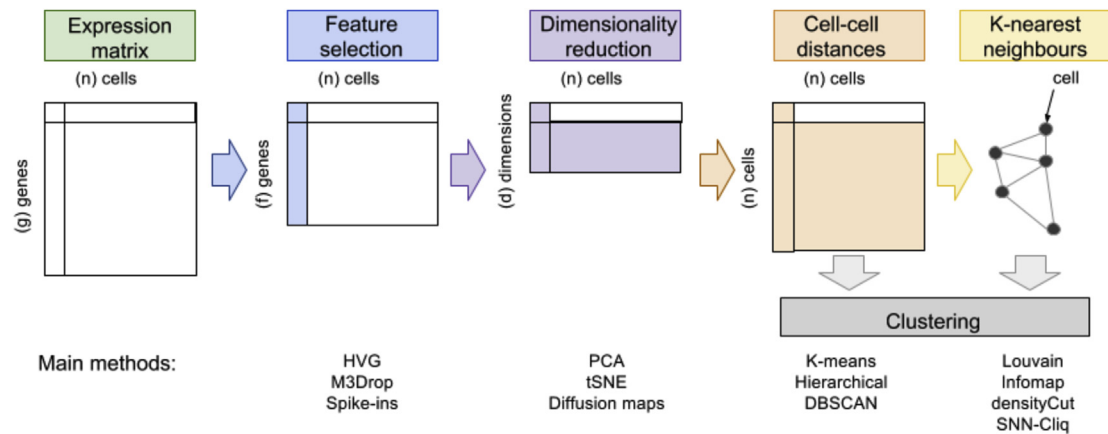 Expression
matrix
Feature
selection
Dimensionality
reduction
Cell-cell
distances
K-nearest
neighbours
(n) cells
(n) cells
(n) cells
(n) cells
cell
(g) genes
(f) genes
(d) dimensions
(n) cells
Clustering
Main methods:
HVG
M3Drop
Spike-ins
PCA
tSNE
Diffusion maps
K-means
Hierarchical
DBSCAN
Louvain
Infomap
densityCut
SNN-Cliq